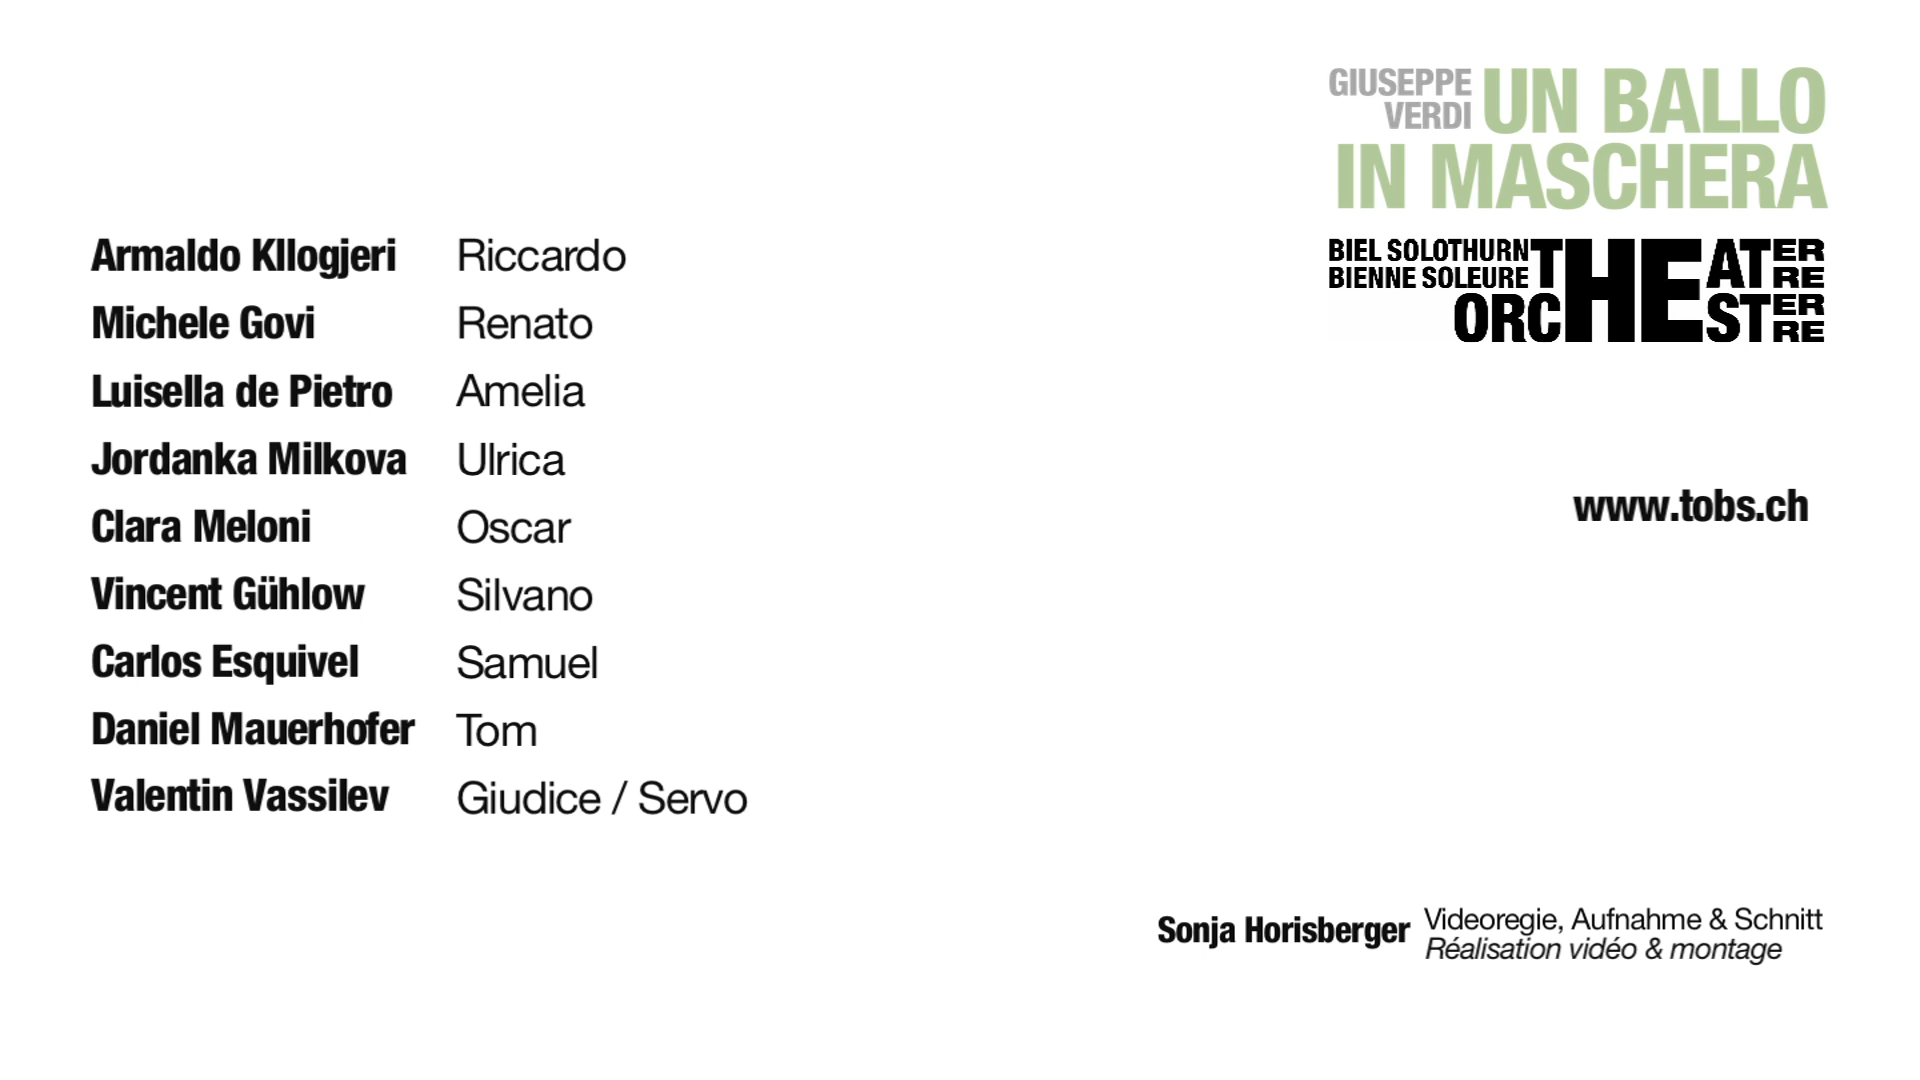 GIUSEPPE VERDI UN BALLO
IN MASCHERA
BIEL SOLOTHURN THEATER
BIENNE SOLEURE THEATRE
ORCHESTER
ORCHESTRE
Armaldo Kllogjeri Riccardo
Michele Govi Renato
Luisella de Pietro Amelia
Jordanka Milkova Ulrica
Clara Meloni Oscar
Vincent Gühlow Silvano
Carlos Esquivel Samuel
Daniel Mauerhofer Tom
Valentin Vassilev Giudice / Servo
www.tobs.ch
Sonja Horisberger Videoregie, Aufnahme & Schnitt
Réalisation vidéo & montage